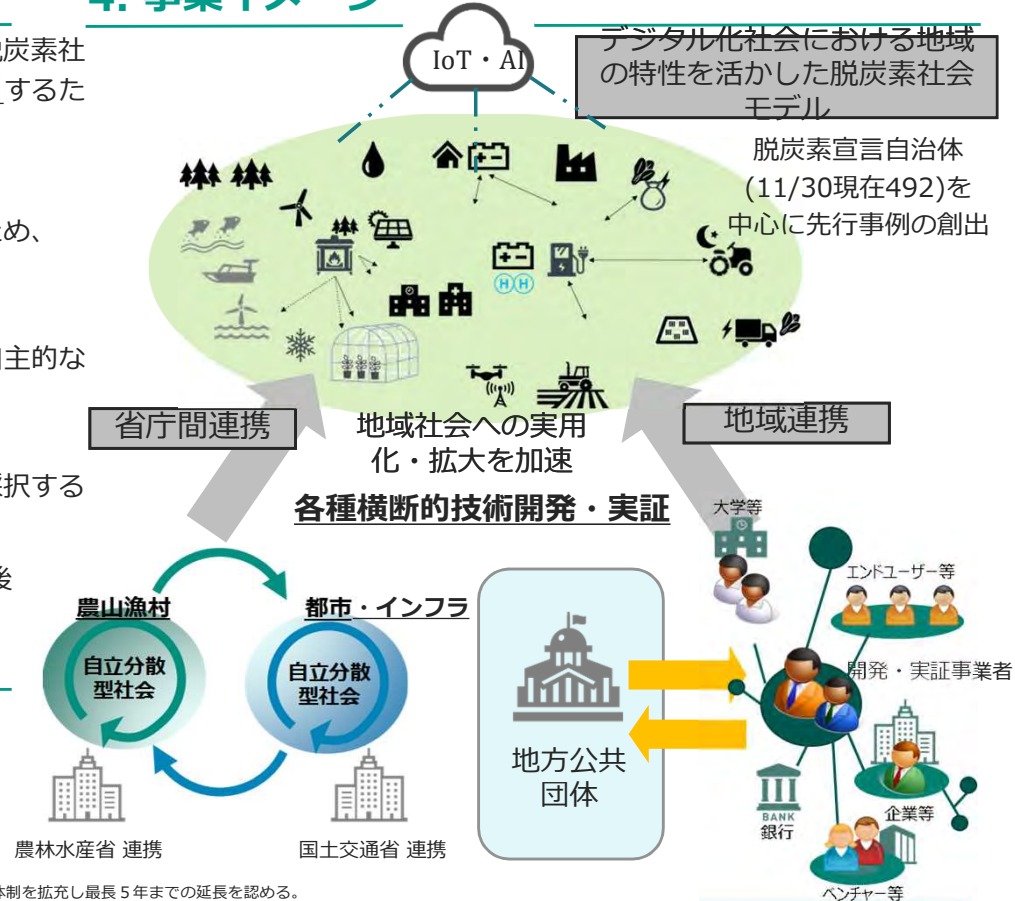 4. 事業イメージ
炭素社
するた
IoT・AI
デジタル化社会における地域
の特性を活かした脱炭素社会
モデル
脱炭素宣言自治体
(11/30現在492)を
中心に先行事例の創出
め、
主的な
H H
省庁間連携
地域社会への実用
化・拡大を加速
地域連携
択する
各種横断的技術開発・実証
後
農山漁村
都市・インフラ
自立分散
型社会
自立分散
型社会
農林水産省 連携
国土交通省 連携
地方公共
団体
大学等
エンドユーザー等
開発・実証事業者
BANK
銀行
企業等
ベンチャー等
体制を拡充し最長5年までの延長を認める。